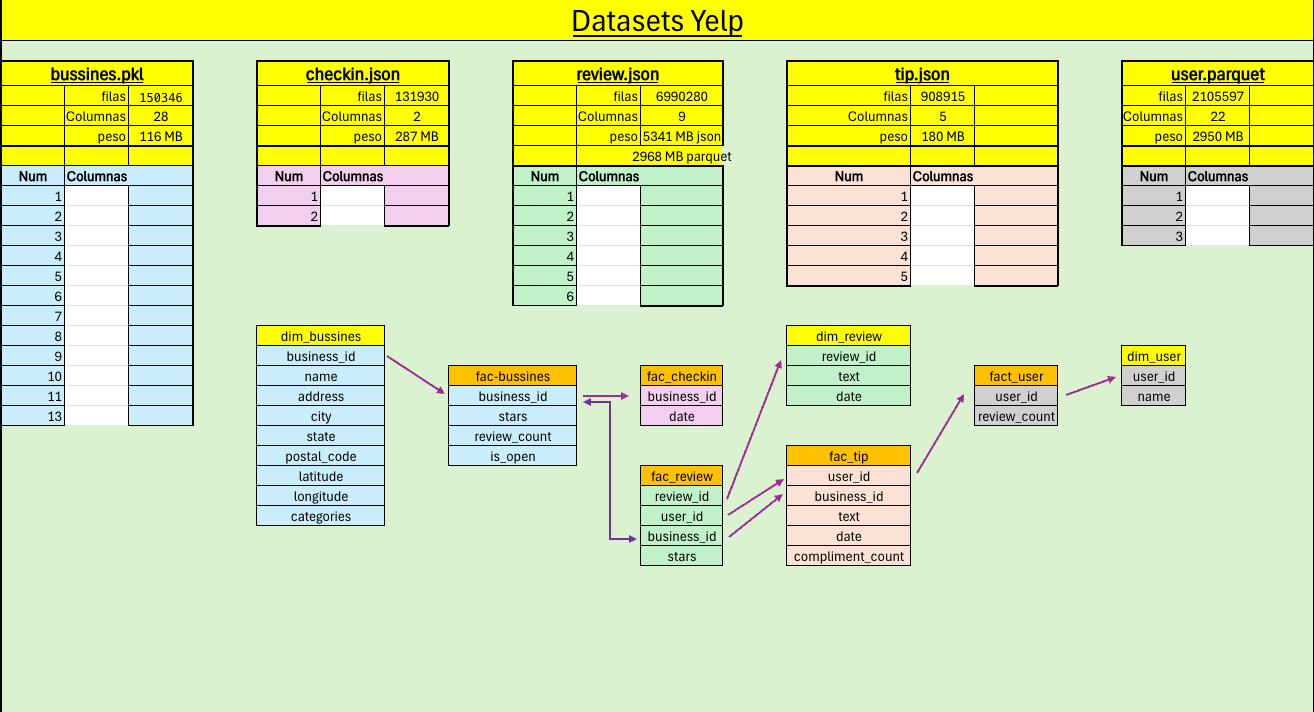 Datasets Yelp
bussines.pkl
filas 150346
Columnas 28
peso 116 MB
Num Columnas
1
2
3
4
5
6
7
8
9
10
11
13
checkin.json
filas 131930
Columnas 2
peso 287 MB
Num Columnas
1
2
review.json
filas 6990280
Columnas 9
peso 5341 MB json
2968 MB parquet
Num Columnas
1
2
3
4
5
6
tip.json
filas 908915
Columnas 5
peso 180 MB
Num Columnas
1
2
3
4
5
user.parquet
filas 2105597
Columnas 22
peso 2950 MB
Num Columnas
1
2
3
dim_bussines
business_id
name
address
city
state
postal_code
latitude
longitude
categories
fac-bussines
business_id
stars
review_count
is_open
fac_checkin
business_id
date
fac_review
review_id
user_id
business_id
stars
dim_review
review_id
text
date
fac_tip
user_id
business_id
text
date
compliment_count
fact_user
user_id
review_count
dim_user
user_id
name